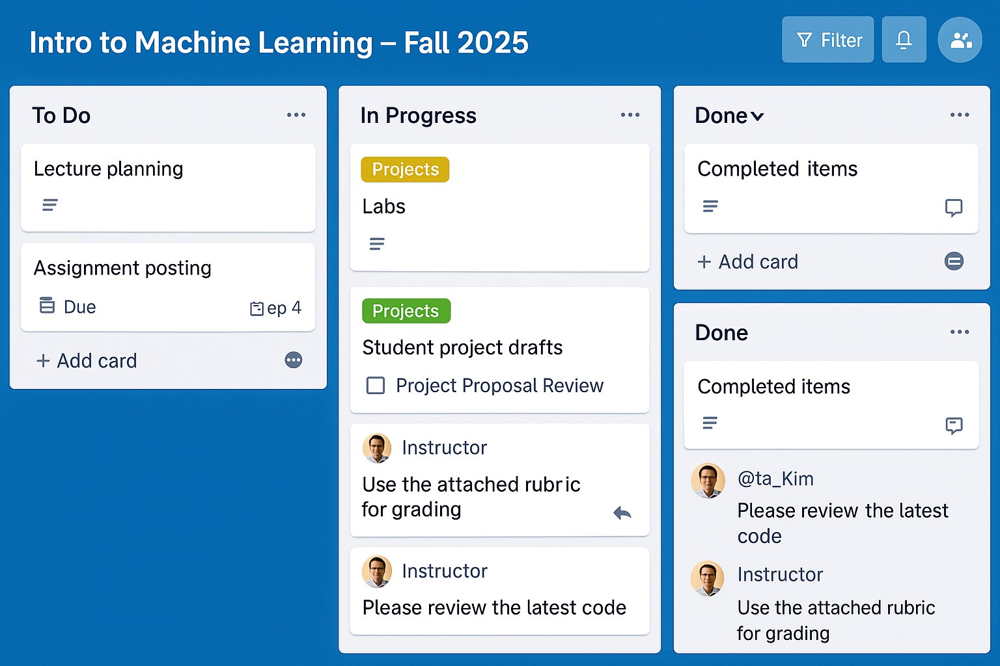 Intro to Machine Learning – Fall 2025
Filter
To Do
Lecture planning
Assignment posting
Due
ep 4
+ Add card
In Progress
Projects
Labs
Projects
Student project drafts
Project Proposal Review
Instructor
Use the attached rubric
for grading
Instructor
Please review the latest code
Done
Completed items
+ Add card
Done
Completed items
@ta_Kim
Please review the latest
code
Instructor
Use the attached rubric
for grading